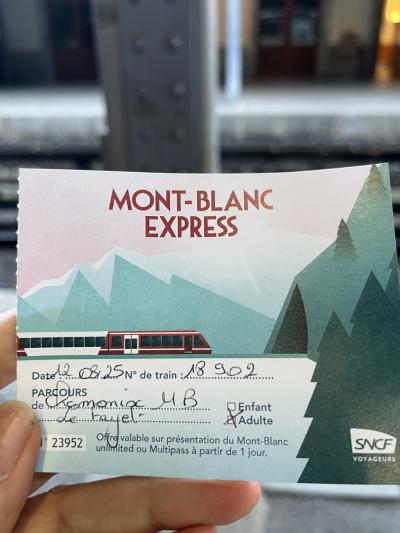 MONT-BLANC
EXPRESS
Date : 12.08.25 N° de train : 18902
PARCOURS
de Chamonix MB
Le Fayet
Enfant
Adulte
N° 23952
Offre valable sur présentation du Mont-Blanc
unlimited ou Multipass à partir de 1 jour.
SNCF
VOYAGEURS